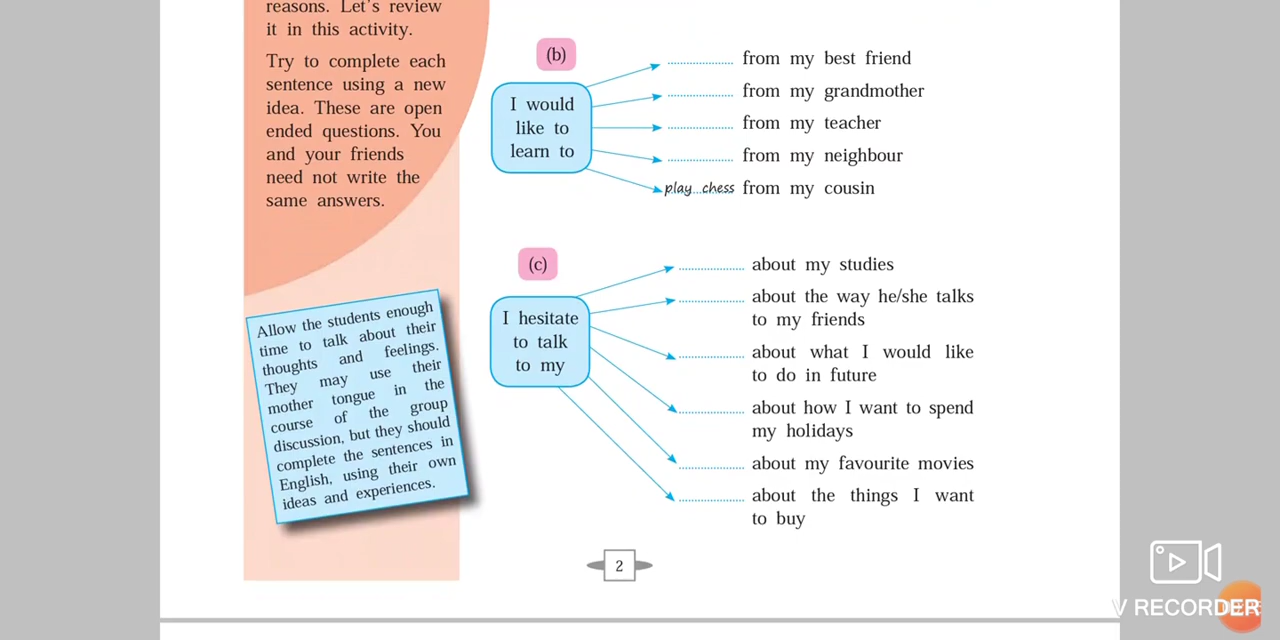 reasons. Let's review
it in this activity.
Try to complete each
sentence using a new
idea. These are open
ended questions. You
and your friends
need not write the
same answers.
Allow the students enough
time to talk about their
thoughts and feelings.
They may use their
mother tongue in the
course of the group
discussion, but they should
complete the sentences in
English, using their own
ideas and experiences.
(b)
I would
like to
learn to
.................. from my best friend
.................. from my grandmother
.................. from my teacher
.................. from my neighbour
play...chess from my cousin
(c)
I hesitate
to talk
to my
.................. about my studies
.................. about the way he/she talks
to my friends
.................. about what I would like
to do in future
.................. about how I want to spend
my holidays
.................. about my favourite movies
.................. about the things I want
to buy
2
V RECORDER